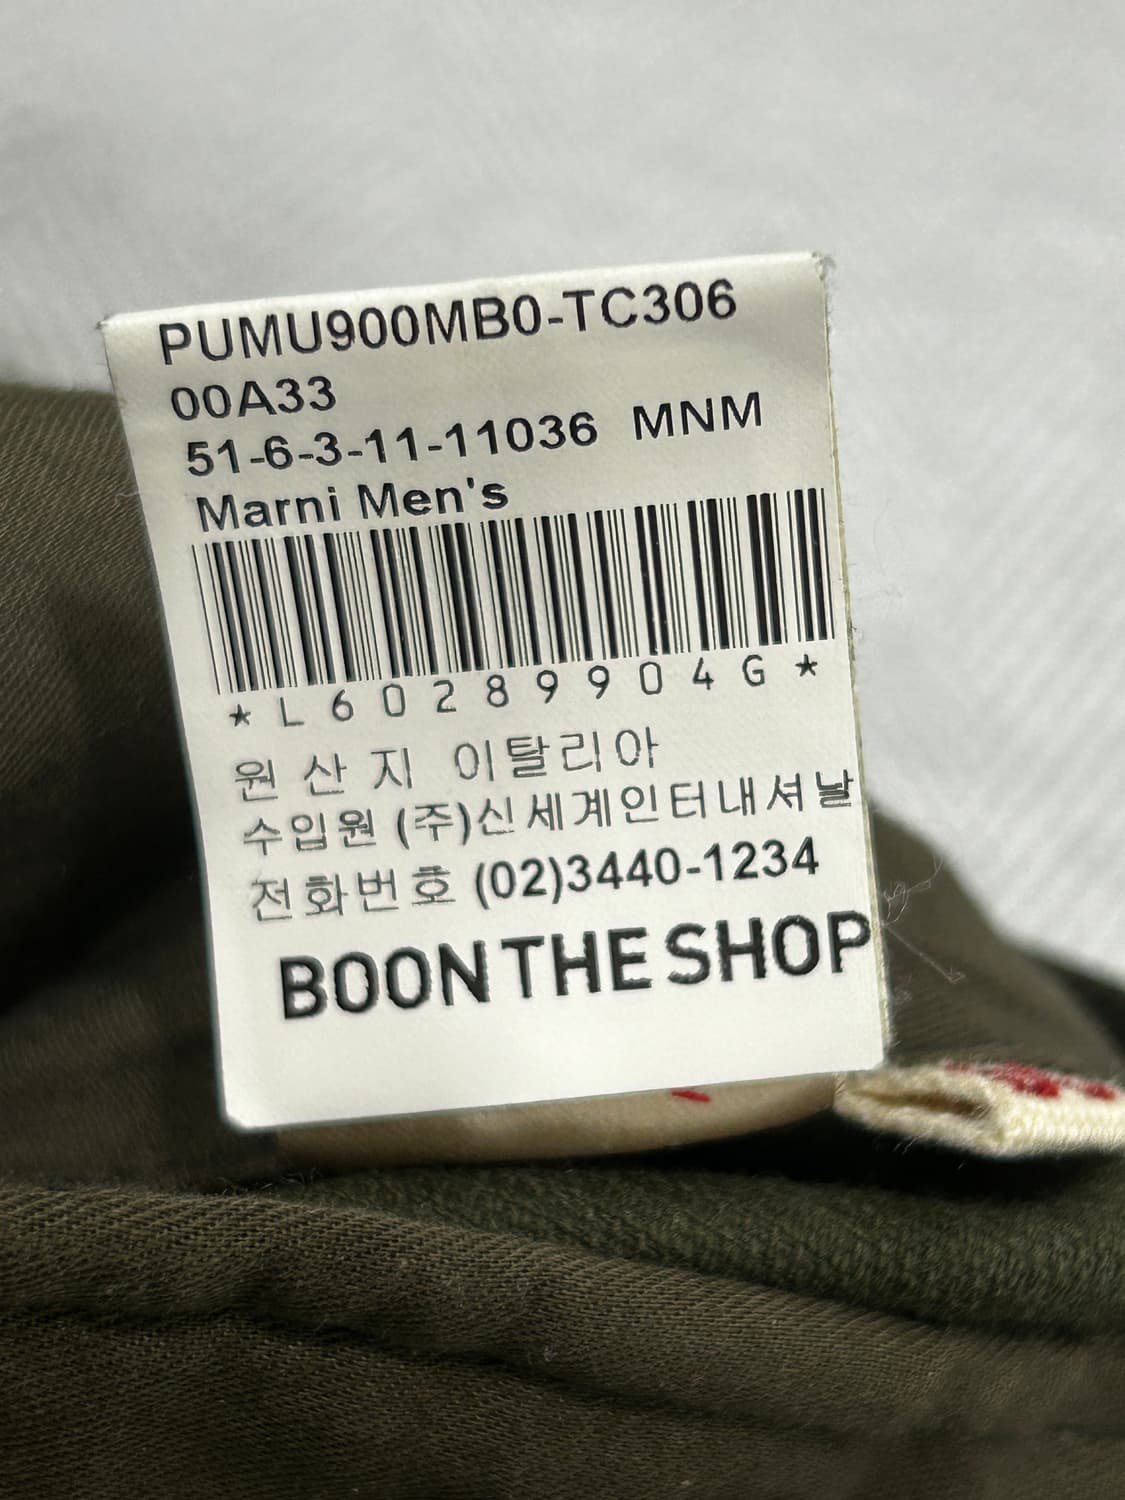 PUMU900MB0-TC306
00A33
51-6-3-11-11036 MNM
Marni Men's
*L60289904G*
원산지 이탈리아
수입원 (주)신세계인터내셔날
전화번호 (02)3440-1234
BOON THE SHOP